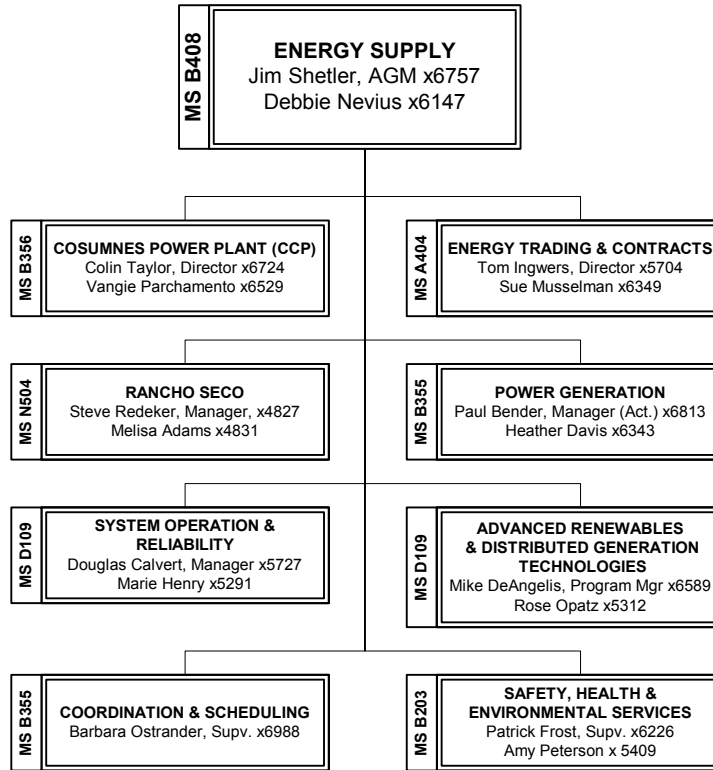 MS B408
ENERGY SUPPLY
Jim Shetler, AGM x6757
Debbie Nevius x6147
MS B356
COSUMNES POWER PLANT (CCP)
Colin Taylor, Director x6724
Vangie Parchamento x6529
MS A404
ENERGY TRADING & CONTRACTS
Tom Ingwers, Director x5704
Sue Musselman x6349
MS N504
RANCHO SECO
Steve Redeker, Manager, x4827
Melisa Adams x4831
MS B355
POWER GENERATION
Paul Bender, Manager (Act.) x6813
Heather Davis x6343
MS D109
SYSTEM OPERATION &
RELIABILITY
Douglas Calvert, Manager x5727
Marie Henry x5291
MS D109
ADVANCED RENEWABLES
& DISTRIBUTED GENERATION
TECHNOLOGIES
Mike DeAngelis, Program Mgr x6589
Rose Opatz x5312
MS B355
COORDINATION & SCHEDULING
Barbara Ostrander, Supv. x6988
MS B203
SAFETY, HEALTH &
ENVIRONMENTAL SERVICES
Patrick Frost, Supv. x6226
Amy Peterson x 5409